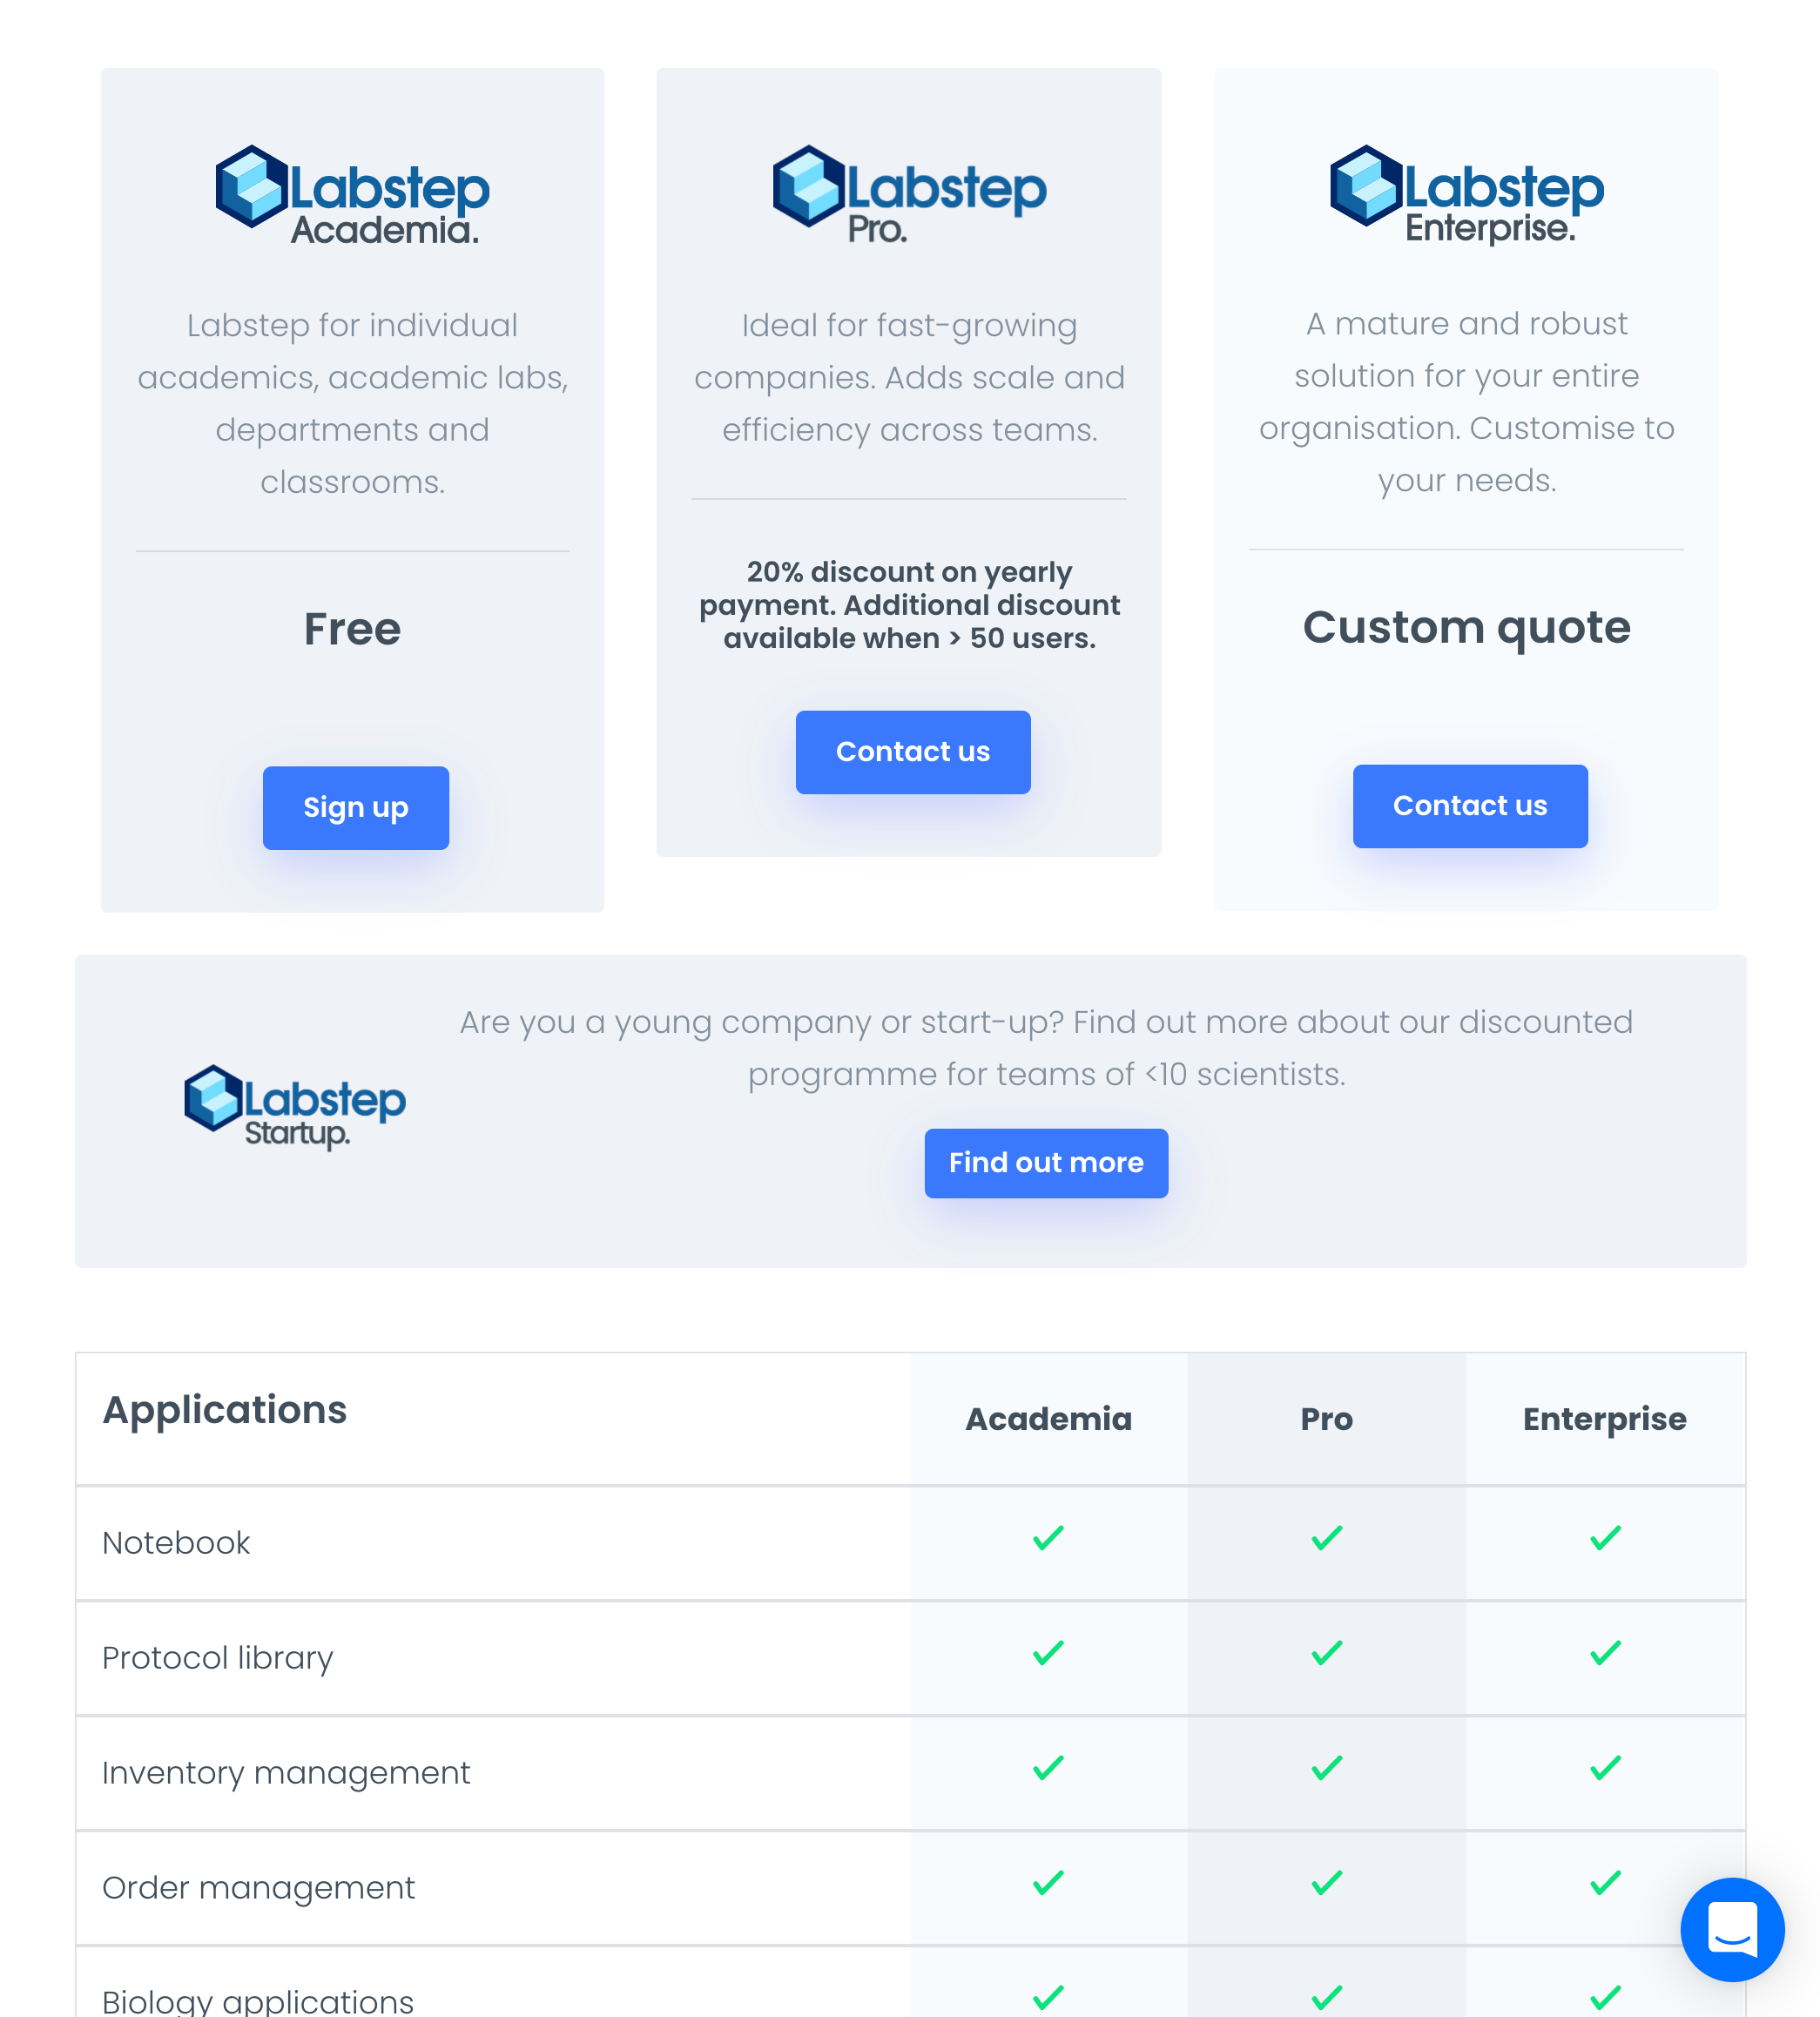 Labstep
Academia.
Labstep for individual
academics, academic labs,
departments and
classrooms.
Free
Sign up
Labstep
Pro.
Ideal for fast-growing
companies. Adds scale and
efficiency across teams.
20% discount on yearly
payment. Additional discount
available when > 50 users.
Contact us
Labstep
Enterprise.
A mature and robust
solution for your entire
organisation. Customise to
your needs.
Custom quote
Contact us
Labstep
Startup.
Are you a young company or start-up? Find out more about our discounted
programme for teams of <10 scientists.
Find out more
Applications Academia Pro Enterprise
Notebook
Protocol library
Inventory management
Order management
Biology applications